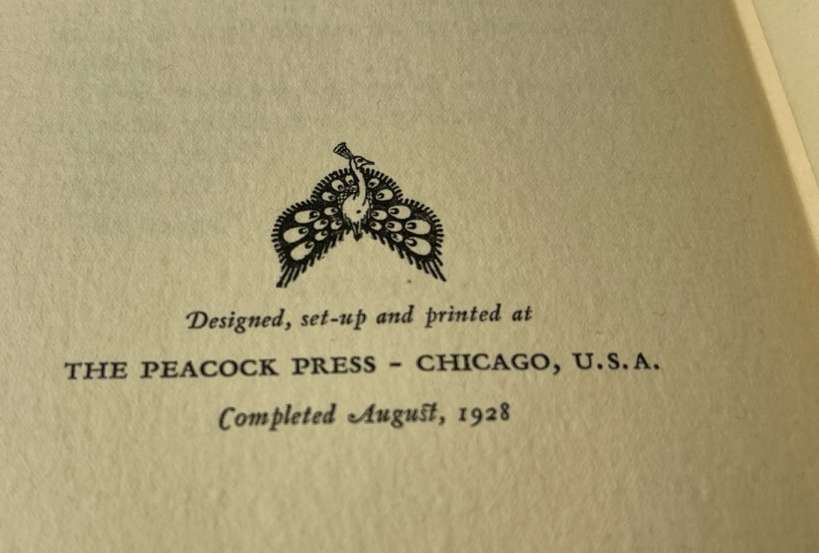 Designed, set-up and printed at
THE PEACOCK PRESS - CHICAGO, U.S.A.
Completed August, 1928